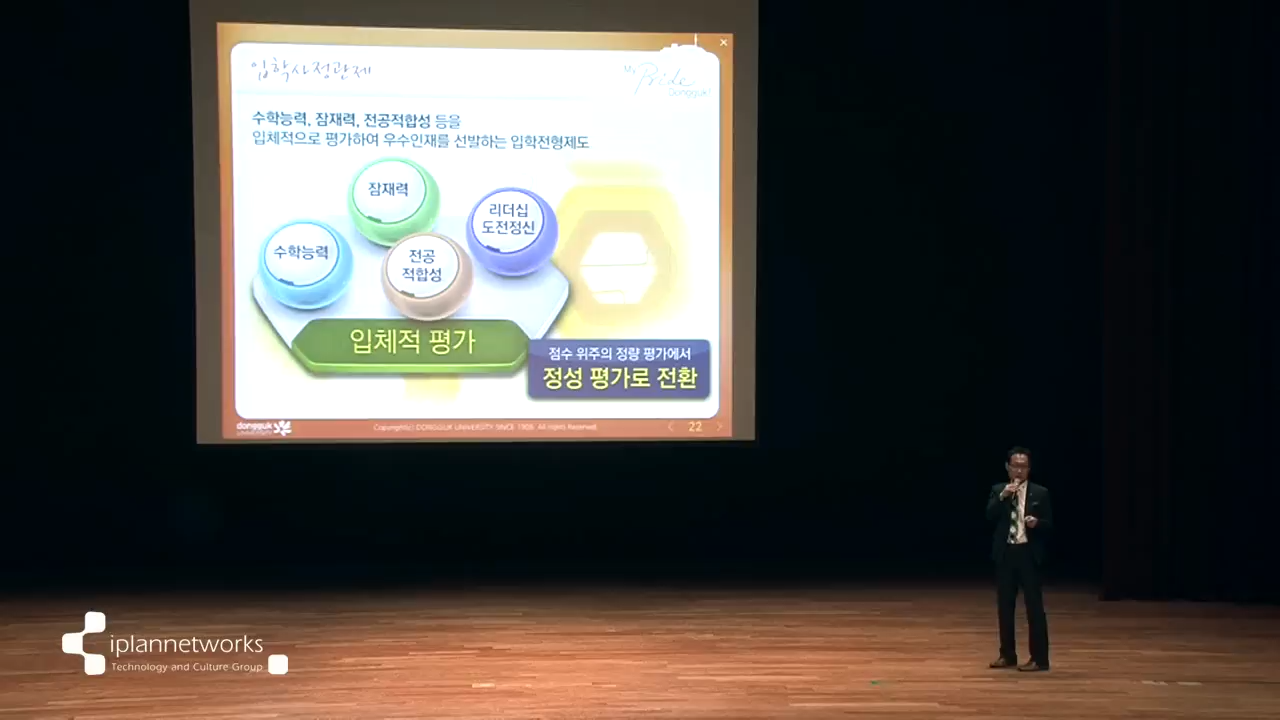 입학사정관제
My
Pride
Dongguk!
수학능력, 잠재력, 전공적합성 등을
입체적으로 평가하여 우수인재를 선발하는 입학전형제도
잠재력
리더십
도전정신
수학능력
전공
적합성
입체적 평가
점수 위주의 정량 평가에서
정성 평가로 전환
dongguk
UNIVERSITY
Copyright(c) DONGGUK UNIVERSITY SINCE 1906. All rights Reserved.
22
iplannetworks
Technology and Culture Group